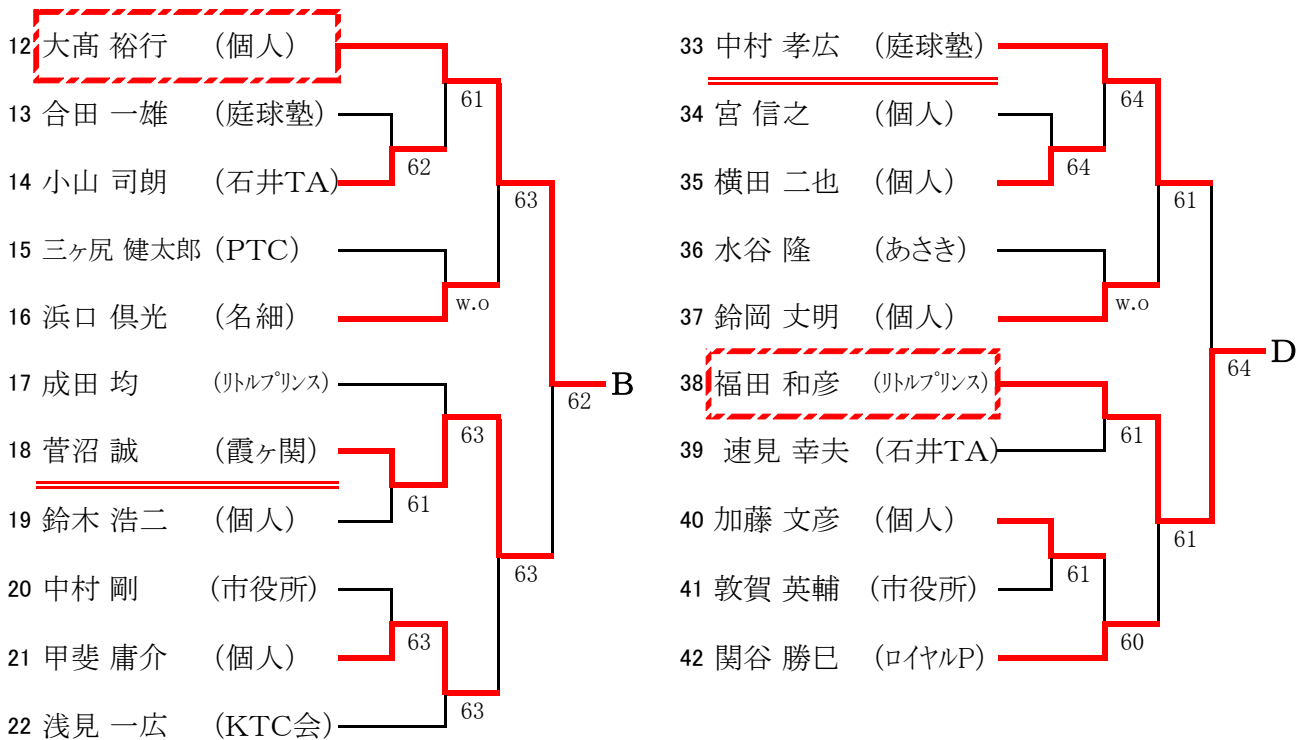 12 大髙 裕行 (個人)
61
13 合田 一雄 (庭球塾)
62
14 小山 司朗 (石井TA)
63
15 三ヶ尻 健太郎 (PTC)
w.o
16 浜口 倶光 (名細)
17 成田 均 (リトルプリンス)
62 B
63
18 菅沼 誠 (霞ヶ関)
61
19 鈴木 浩二 (個人)
63
20 中村 剛 (市役所)
63
21 甲斐 庸介 (個人)
63
22 浅見 一広 (KTC会)
33 中村 孝広 (庭球塾)
64
34 宮 信之 (個人)
64
35 横田 二也 (個人)
61
36 水谷 隆 (あさき)
w.o
37 鈴岡 丈明 (個人)
64 D
38 福田 和彦 (リトルプリンス)
61
39 速見 幸夫 (石井TA)
40 加藤 文彦 (個人)
61
61
41 敦賀 英輔 (市役所)
60
42 関谷 勝巳 (ロイヤルP)